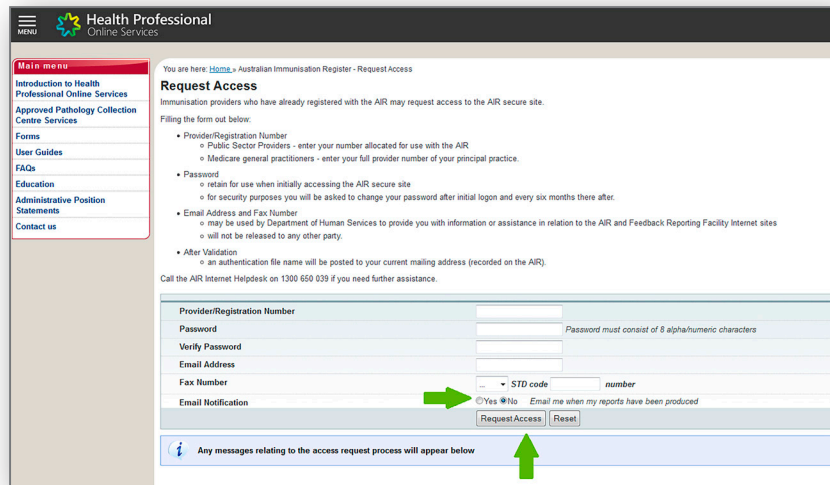 MENU
Health Professional
Online Services
Main menu
Introduction to Health
Professional Online Services
Approved Pathology Collection
Centre Services
Forms
User Guides
FAQs
Education
Administrative Position
Statements
Contact us
You are here: Home » Australian Immunisation Register - Request Access
Request Access
Immunisation providers who have already registered with the AIR may request access to the AIR secure site.
Filling the form out below:
• Provider/Registration Number
o Public Sector Providers - enter your number allocated for use with the AIR
o Medicare general practitioners - enter your full provider number of your principal practice.
• Password
o retain for use when initially accessing the AIR secure site
o for security purposes you will be asked to change your password after initial logon and every six months there after.
• Email Address and Fax Number
o may be used by Department of Human Services to provide you with information or assistance in relation to the AIR and Feedback Reporting Facility Internet sites
o will not be released to any other party.
• After Validation
o an authentication file name will be posted to your current mailing address (recorded on the AIR).
Call the AIR Internet Helpdesk on 1300 650 039 if you need further assistance.
Provider/Registration Number
Password Password must consist of 8 alpha/numeric characters
Verify Password
Email Address
Fax Number ... STD code number
Email Notification Yes No Email me when my reports have been produced
Request Access Reset
i Any messages relating to the access request process will appear below